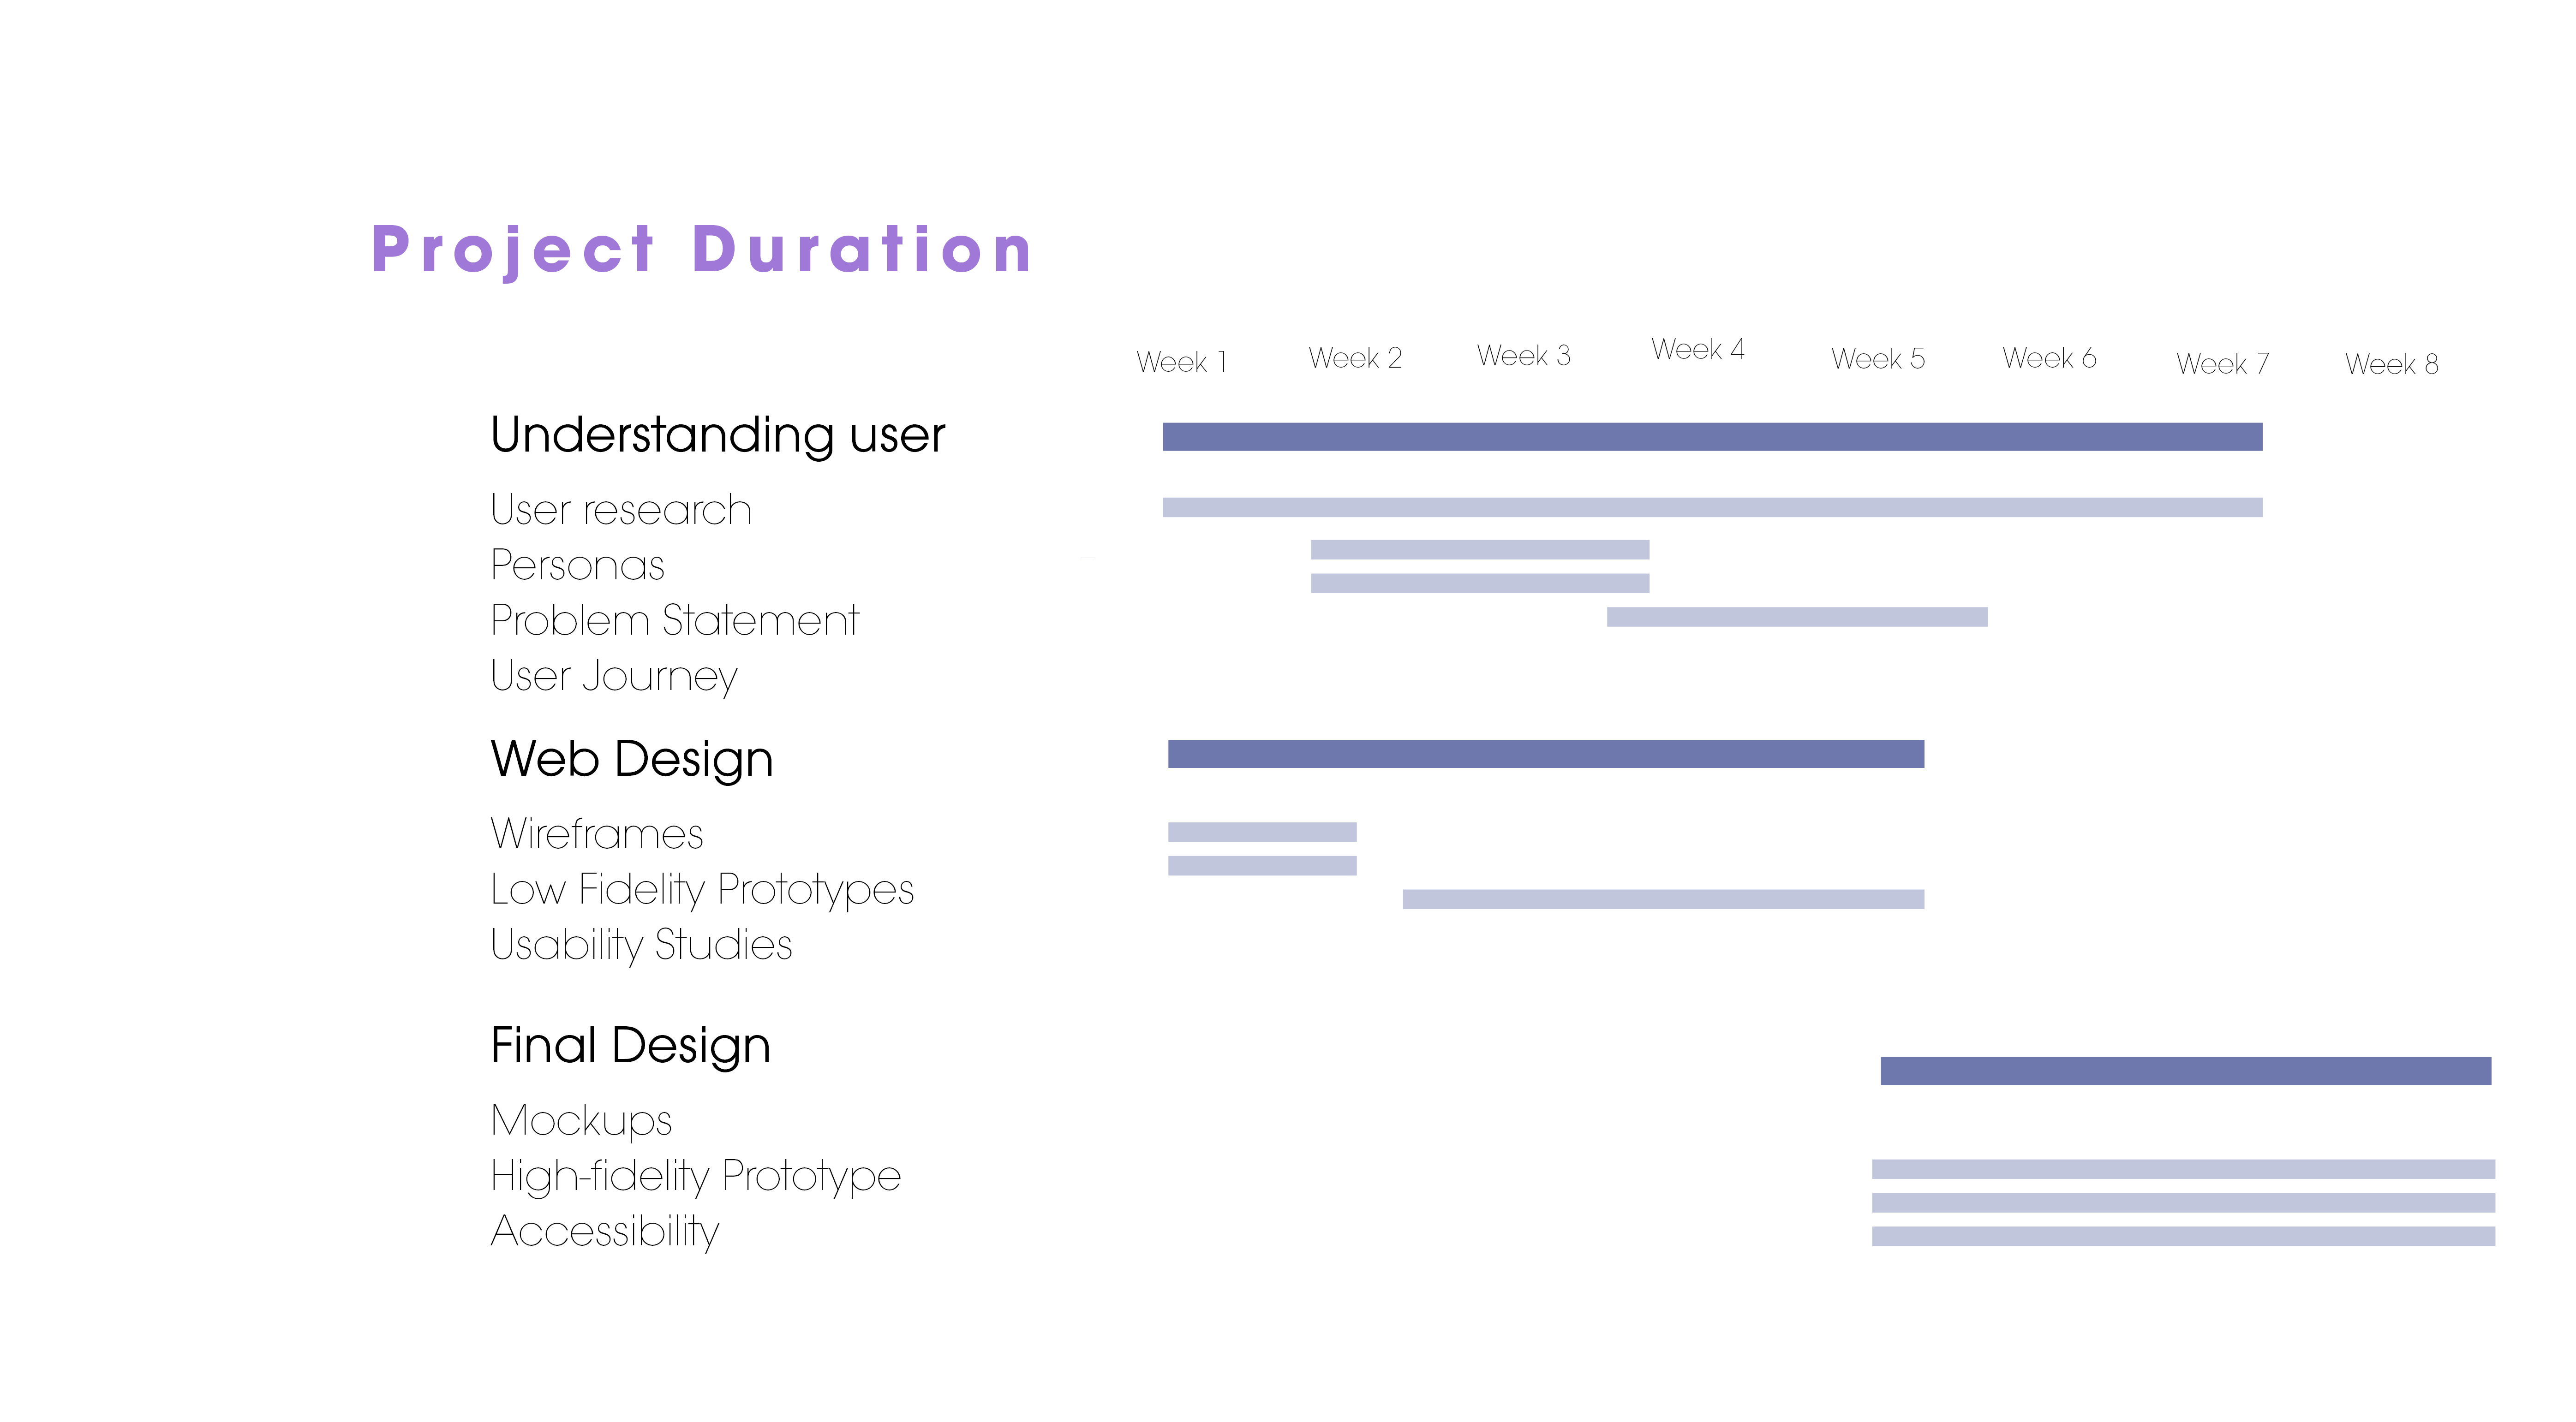 Project Duration
Week 1 Week 2 Week 3 Week 4 Week 5 Week 6 Week 7 Week 8
Understanding user
User research
Personas
Problem Statement
User Journey
Web Design
Wireframes
Low Fidelity Prototypes
Usability Studies
Final Design
Mockups
High-fidelity Prototype
Accessibility